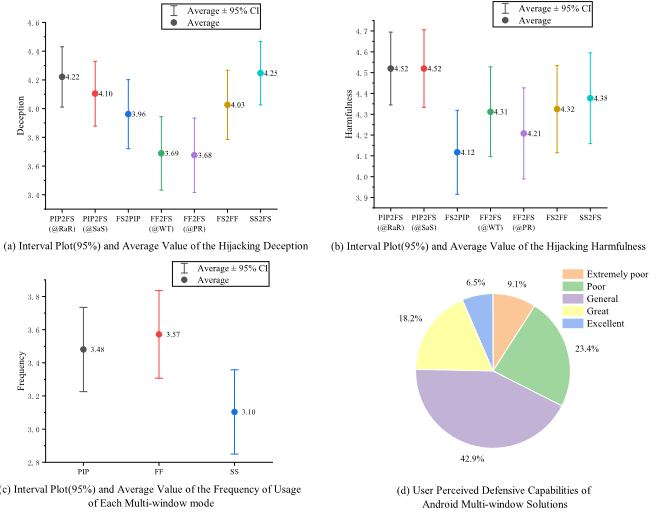 Average ± 95% CI
Average
Deception
4.6
4.4
4.2
4.0
3.8
3.6
3.4
4.22
4.10
3.96
3.69
3.68
4.03
4.25
PIP2FS PIP2FS FS2PIP FF2FS FF2FS FS2FF SS2FS
(@RaR) (@SaS) (@WT) (@PR)
(a) Interval Plot(95%) and Average Value of the Hijacking Deception
Average ± 95% CI
Average
Harmfulness
4.7
4.6
4.5
4.4
4.3
4.2
4.1
4.0
3.9
4.52
4.52
4.12
4.31
4.21
4.32
4.38
PIP2FS PIP2FS FS2PIP FF2FS FF2FS FS2FF SS2FS
(@RaR) (@SaS) (@WT) (@PR)
(b) Interval Plot(95%) and Average Value of the Hijacking Harmfulness
Average ± 95% CI
Average
Frequency
3.8
3.6
3.4
3.2
3.0
2.8
3.48
3.57
3.10
PIP FF SS
(c) Interval Plot(95%) and Average Value of the Frequency of Usage
of Each Multi-window mode
Extremely poor
Poor
General
Great
Excellent
6.5%
9.1%
18.2%
23.4%
42.9%
(d) User Perceived Defensive Capabilities of
Android Multi-window Solutions